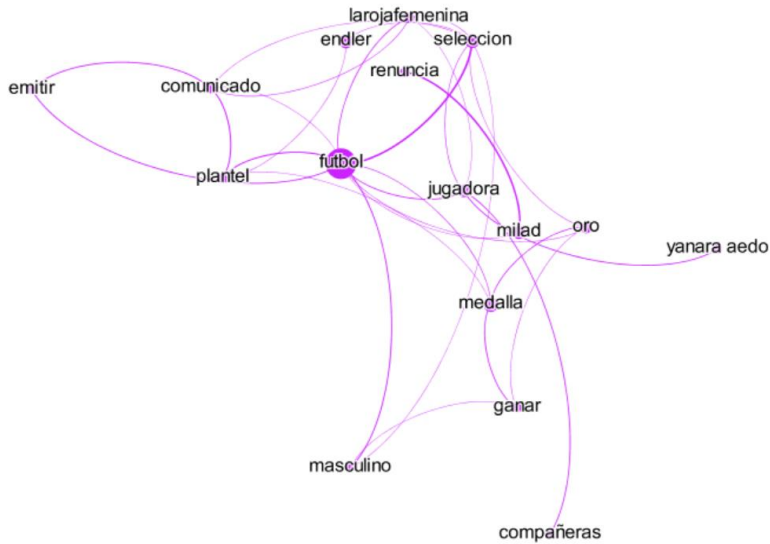 larojafemenina
endler
seleccion
renuncia
emitir
comunicado
futbol
plantel
jugadora
milad
oro
yanara aedo
medalla
ganar
masculino
compañeras